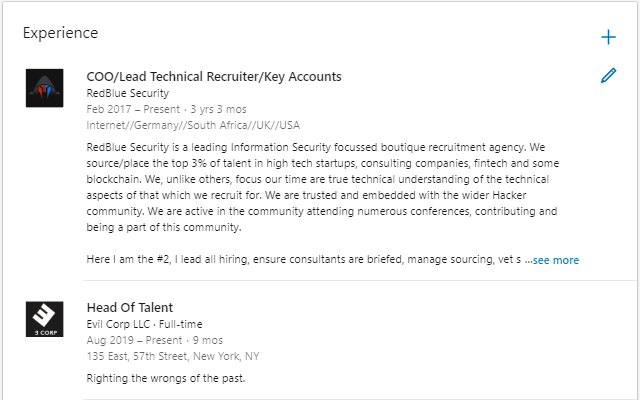 Experience
COO/Lead Technical Recruiter/Key Accounts
RedBlue Security
Feb 2017 – Present · 3 yrs 3 mos
Internet//Germany//South Africa//UK//USA
RedBlue Security is a leading Information Security focussed boutique recruitment agency. We
source/place the top 3% of talent in high tech startups, consulting companies, fintech and some
blockchain. We, unlike others, focus our time are true technical understanding of the technical
aspects of that which we recruit for. We are trusted and embedded with the wider Hacker
community. We are active in the community attending numerous conferences, contributing and
being a part of this community.
Here I am the #2, I lead all hiring, ensure consultants are briefed, manage sourcing, vet s ...see more
Head Of Talent
Evil Corp LLC · Full-time
Aug 2019 – Present · 9 mos
135 East, 57th Street, New York, NY
Righting the wrongs of the past.
3 CORP